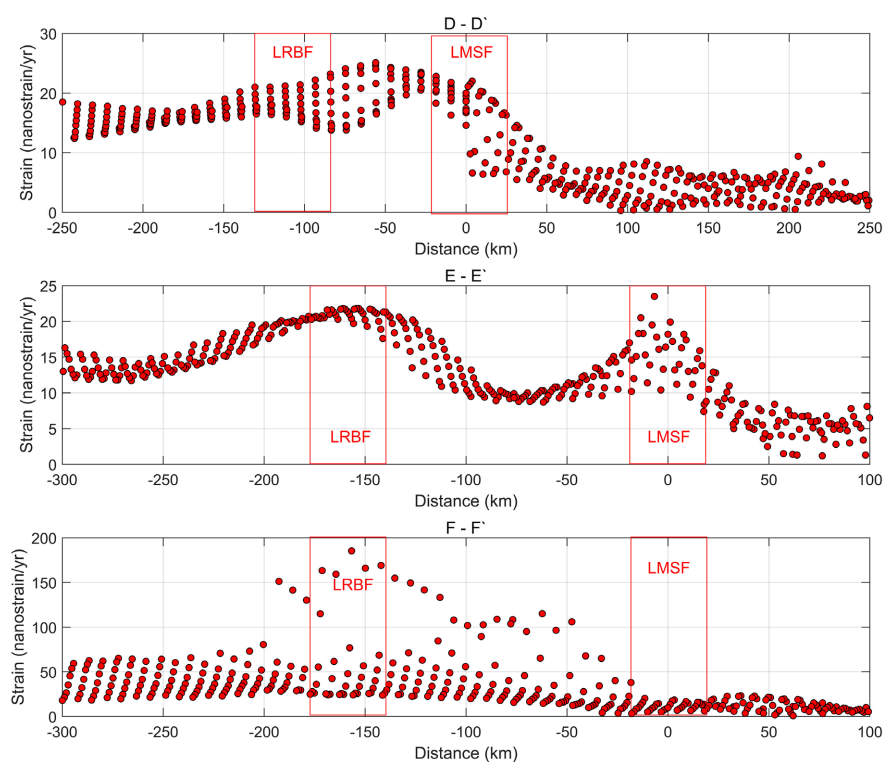 D - D`
30
20
10
0
Strain (nanostrain/yr)
LRBF
LMSF
-250 -200 -150 -100 -50 0 50 100 150 200 250
Distance (km)
E - E`
25
20
15
10
5
0
Strain (nanostrain/yr)
LRBF
LMSF
-300 -250 -200 -150 -100 -50 0 50 100
Distance (km)
F - F`
200
150
100
50
0
Strain (nanostrain/yr)
LRBF
LMSF
-300 -250 -200 -150 -100 -50 0 50 100
Distance (km)